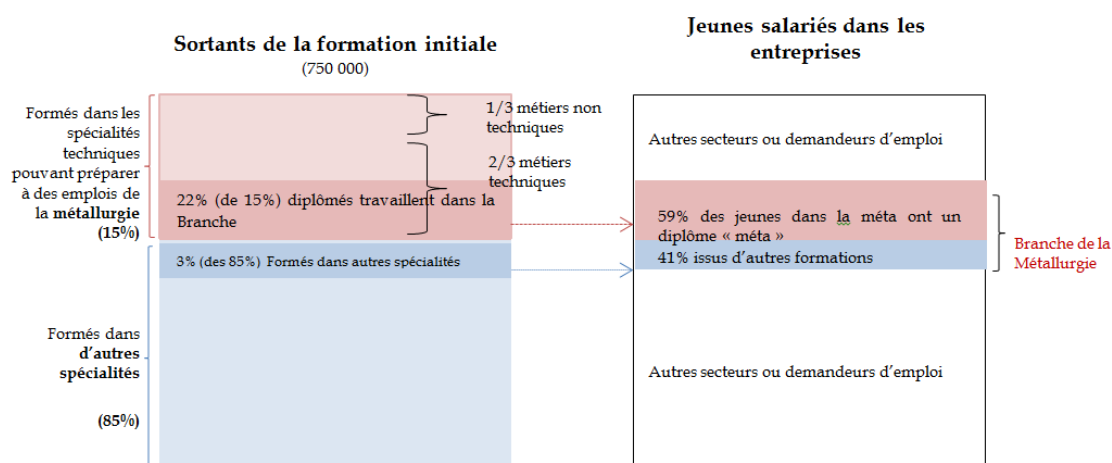 Sortants de la formation initiale
(750 000)
Jeunes salariés dans les
entreprises
Formés dans les
spécialités
techniques
pouvant préparer
à des emplois de
la métallurgie
(15%)
1/3 métiers non
techniques
2/3 métiers
techniques
22% (de 15%) diplômés travaillent dans la
Branche
3% (des 85%) Formés dans autres spécialités
Formés dans
d'autres
spécialités
(85%)
Autres secteurs ou demandeurs d'emploi
59% des jeunes dans la méta ont un
diplôme « méta »
41% issus d'autres formations
Branche de la
Métallurgie
Autres secteurs ou demandeurs d'emploi